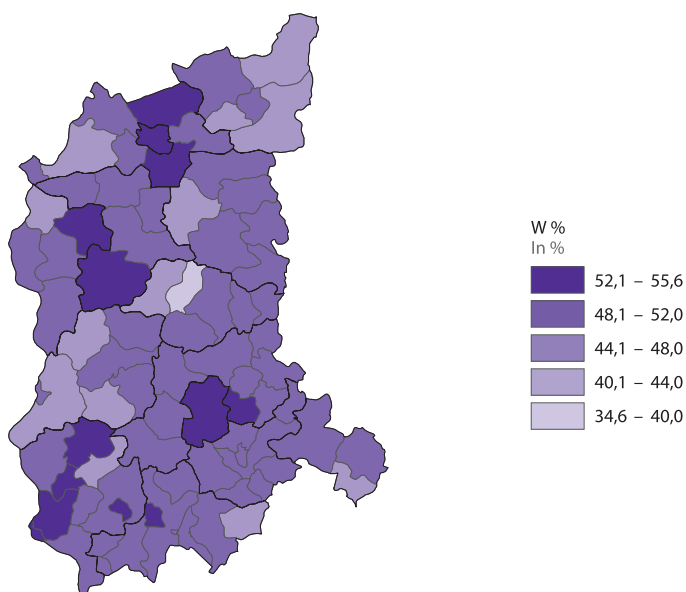 W %
In %
52,1 – 55,6
48,1 – 52,0
44,1 – 48,0
40,1 – 44,0
34,6 – 40,0